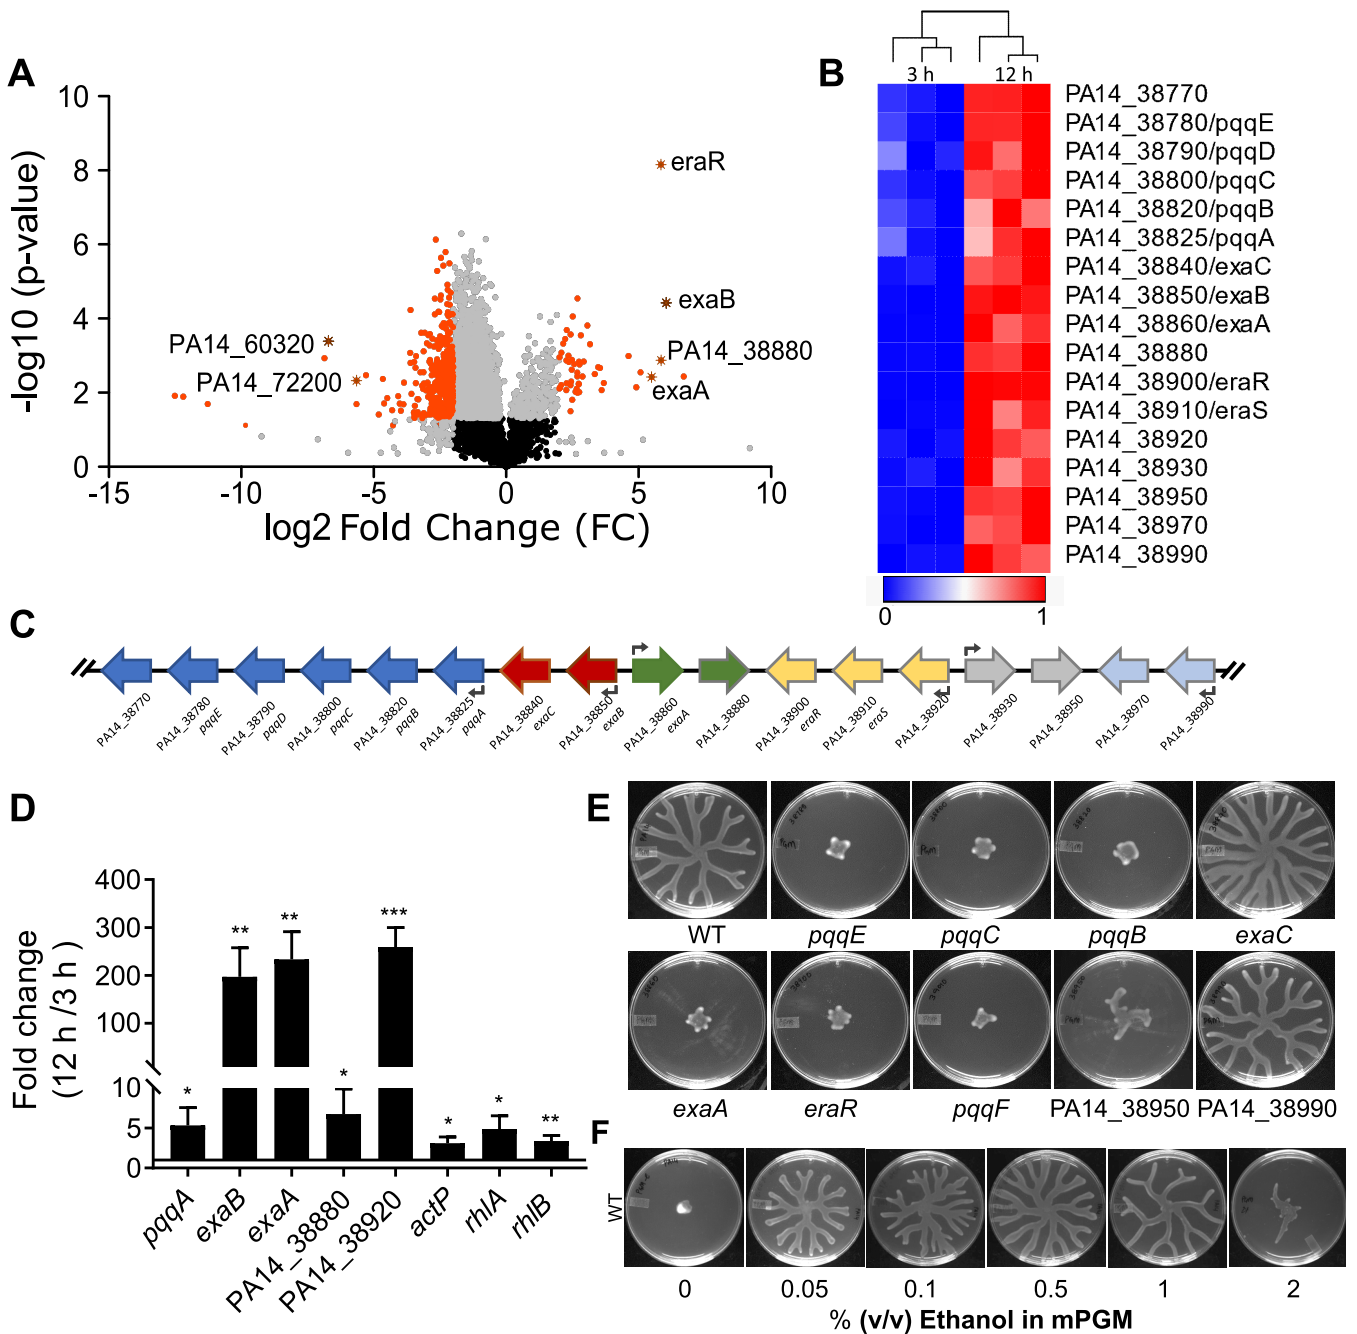 A
10
8
6
4
2
0
-log10 (p-value)
-15
-10
-5
0
5
10
log2 Fold Change (FC)
eraR
exaB
PA14_38880
exaA
PA14_60320
PA14_72200
B
3 h
12 h
PA14_38770
PA14_38780/pqqE
PA14_38790/pqqD
PA14_38800/pqqC
PA14_38820/pqqB
PA14_38825/pqqA
PA14_38840/exaC
PA14_38850/exaB
PA14_38860/exaA
PA14_38880
PA14_38900/eraR
PA14_38910/eraS
PA14_38920
PA14_38930
PA14_38950
PA14_38970
PA14_38990
0
1
C
PA14_38770
PA14_38780
pqqE
PA14_38790
pqqD
PA14_38800
pqqC
PA14_38820
pqqB
PA14_38825
pqqA
PA14_38840
exaC
PA14_38850
exaB
PA14_38860
exaA
PA14_38880
PA14_38900
eraR
PA14_38910
eraS
PA14_38920
PA14_38930
PA14_38950
PA14_38970
PA14_38990
D
Fold change
(12 h /3 h)
400
300
200
100
10
5
0
*
**
**
*
***
*
*
**
pqqA
exaB
exaA
PA14_38880
PA14_38920
actP
rhlA
rhlB
E
WT
pqqE
pqqC
pqqB
exaC
exaA
eraR
pqqF
PA14_38950
PA14_38990
F
WT
0
0.05
0.1
0.5
1
2
% (v/v) Ethanol in mPGM